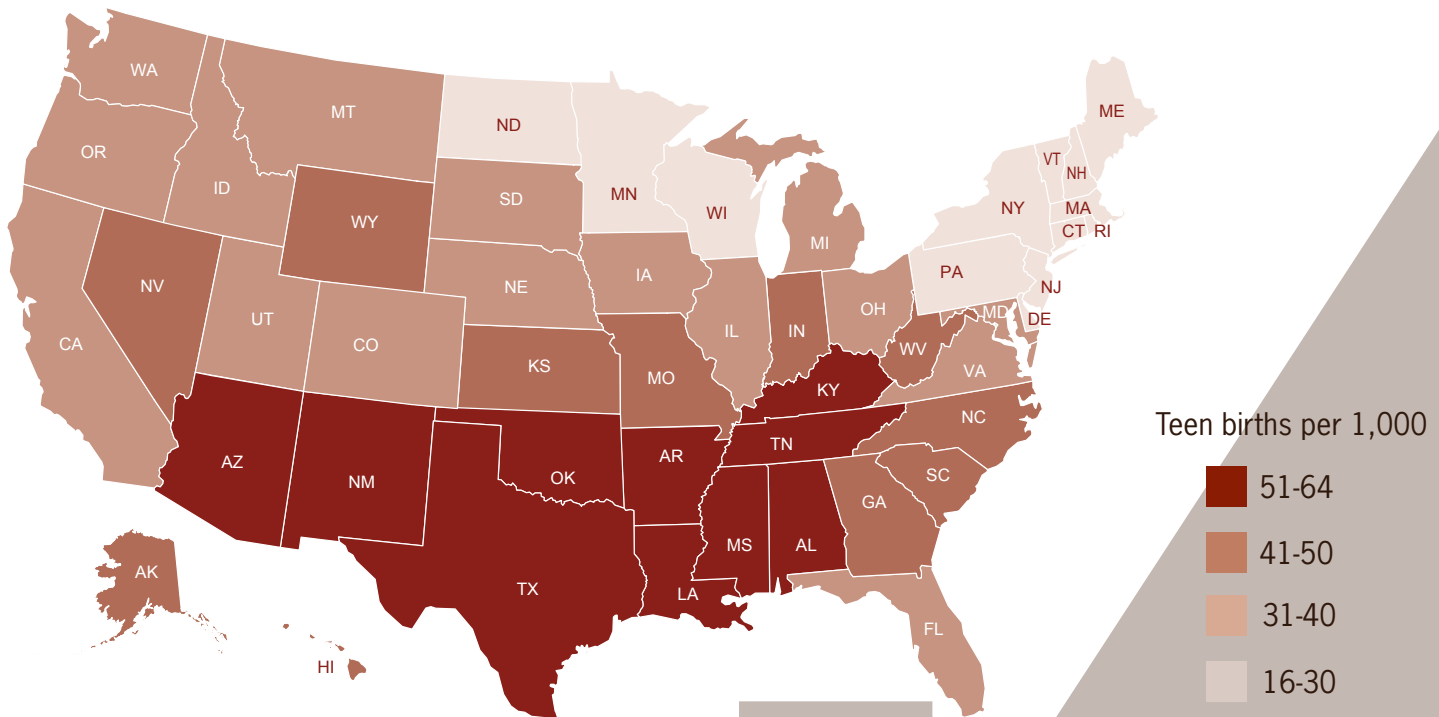 WA
MT
ND
ME
OR
ID
SD
MN
WI
VT
NH
NY
MA
CT
RI
WY
MI
PA
NV
UT
NE
IA
NJ
CA
CO
IL
IN
OH
MD
DE
KS
MO
WV
VA
KY
NC
AZ
NM
OK
AR
TN
SC
GA
MS
AL
TX
LA
AK
FL
HI
Teen births per 1,000
51-64
41-50
31-40
16-30